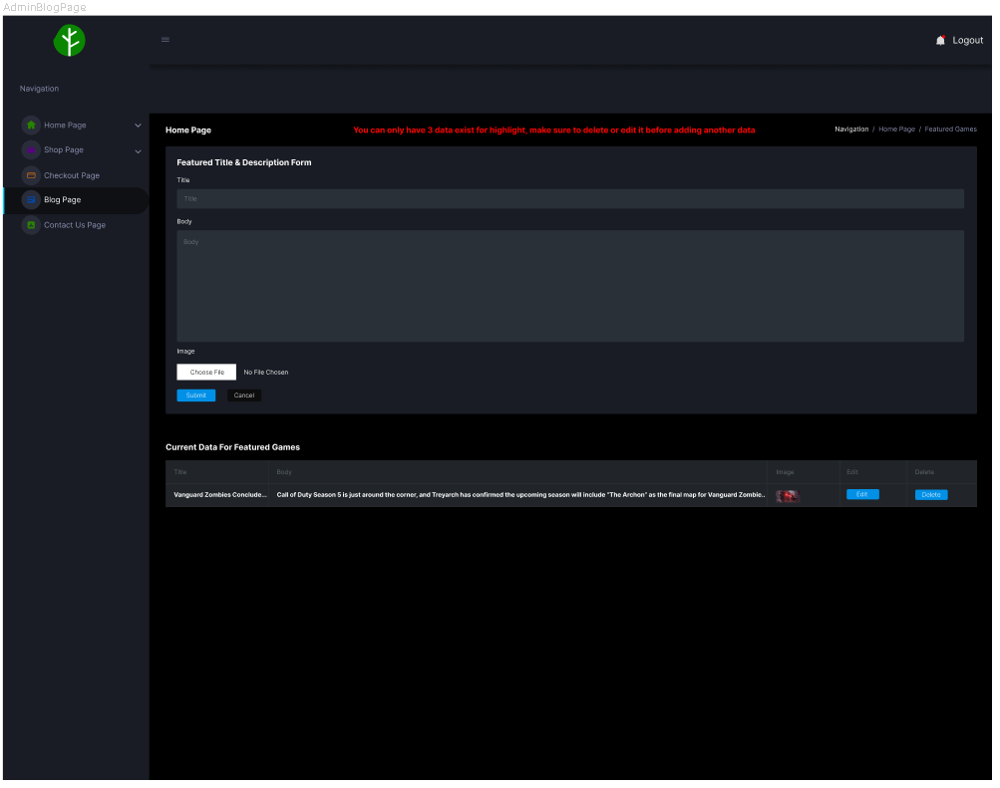 AdminBlogPage
Logout
Navigation
Home Page
Shop Page
Checkout Page
Blog Page
Contact Us Page
Home Page
You can only have 3 data exist for highlight, make sure to delete or edit it before adding another data
Navigation / Home Page / Featured Games
Featured Title & Description Form
Title
Title
Body
Body
Image
Choose File No File Chosen
Submit Cancel
Current Data For Featured Games
Title Body Image Edit Delete
Vanguard Zombies Conclude... Call of Duty Season 5 is just around the corner, and Treyarch has confirmed the upcoming season will include "The Archon" as the final map for Vanguard Zombie.. Edit Delete